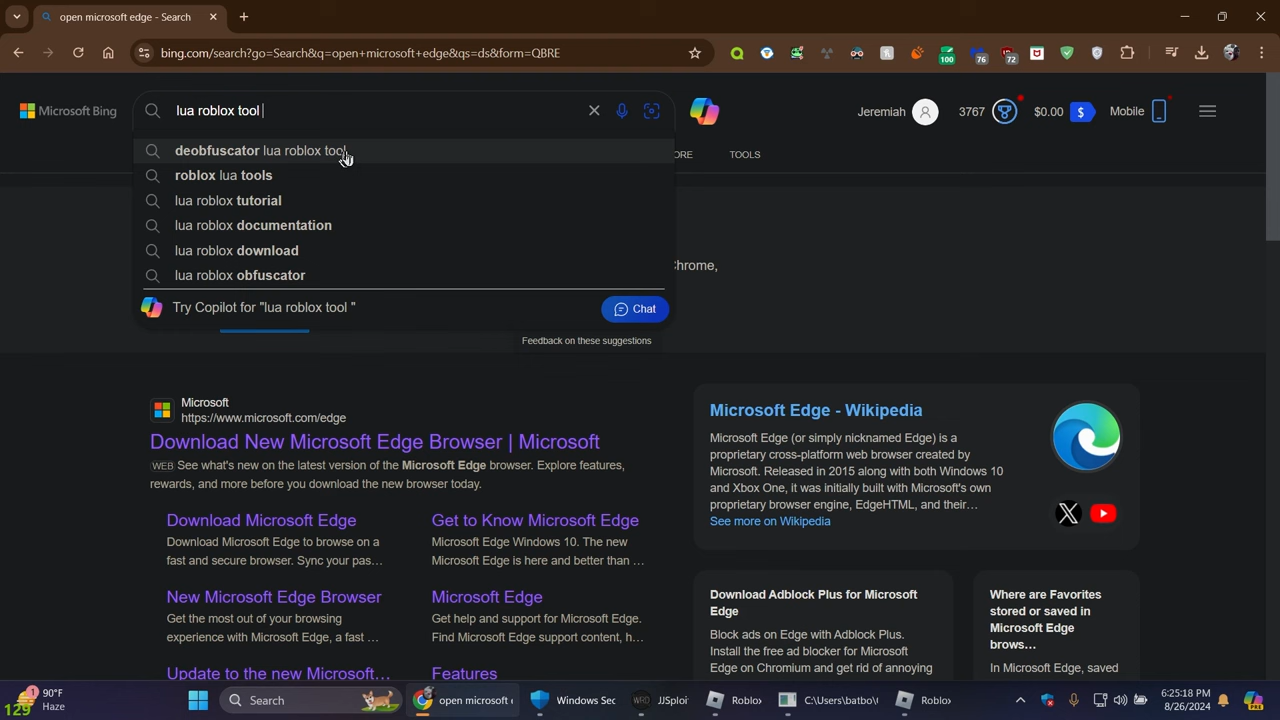 open microsoft edge - Search
bing.com/search?go=Search&q=open+microsoft+edge&qs=ds&form=QBRE
100
76
72
Microsoft Bing
lua roblox tool
Jeremiah
3767
$0.00
$
Mobile
deobfuscator lua roblox tool
ORE
TOOLS
roblox lua tools
lua roblox tutorial
lua roblox documentation
lua roblox download
lua roblox obfuscator
Chrome,
Try Copilot for "lua roblox tool "
Chat
Feedback on these suggestions
Microsoft
https://www.microsoft.com/edge
Download New Microsoft Edge Browser | Microsoft
WEB See what's new on the latest version of the Microsoft Edge browser. Explore features,
rewards, and more before you download the new browser today.
Download Microsoft Edge
Download Microsoft Edge to browse on a
fast and secure browser. Sync your pas…
Get to Know Microsoft Edge
Microsoft Edge Windows 10. The new
Microsoft Edge is here and better than …
New Microsoft Edge Browser
Get the most out of your browsing
experience with Microsoft Edge, a fast …
Microsoft Edge
Get help and support for Microsoft Edge.
Find Microsoft Edge support content, h…
Update to the new Microsoft…
Features
Microsoft Edge - Wikipedia
Microsoft Edge (or simply nicknamed Edge) is a
proprietary cross-platform web browser created by
Microsoft. Released in 2015 along with both Windows 10
and Xbox One, it was initially built with Microsoft's own
proprietary browser engine, EdgeHTML, and their…
See more on Wikipedia
Download Adblock Plus for Microsoft
Edge
Block ads on Edge with Adblock Plus.
Install the free ad blocker for Microsoft
Edge on Chromium and get rid of annoying
Where are Favorites
stored or saved in
Microsoft Edge
brows…
In Microsoft Edge, saved
1
90°F
Haze
129
Search
open microsoft e
Windows Sec
WRD
JJSploi
Roblo
C:\Users\batbo\
Roblo
6:25:18 PM
8/26/2024
PRE